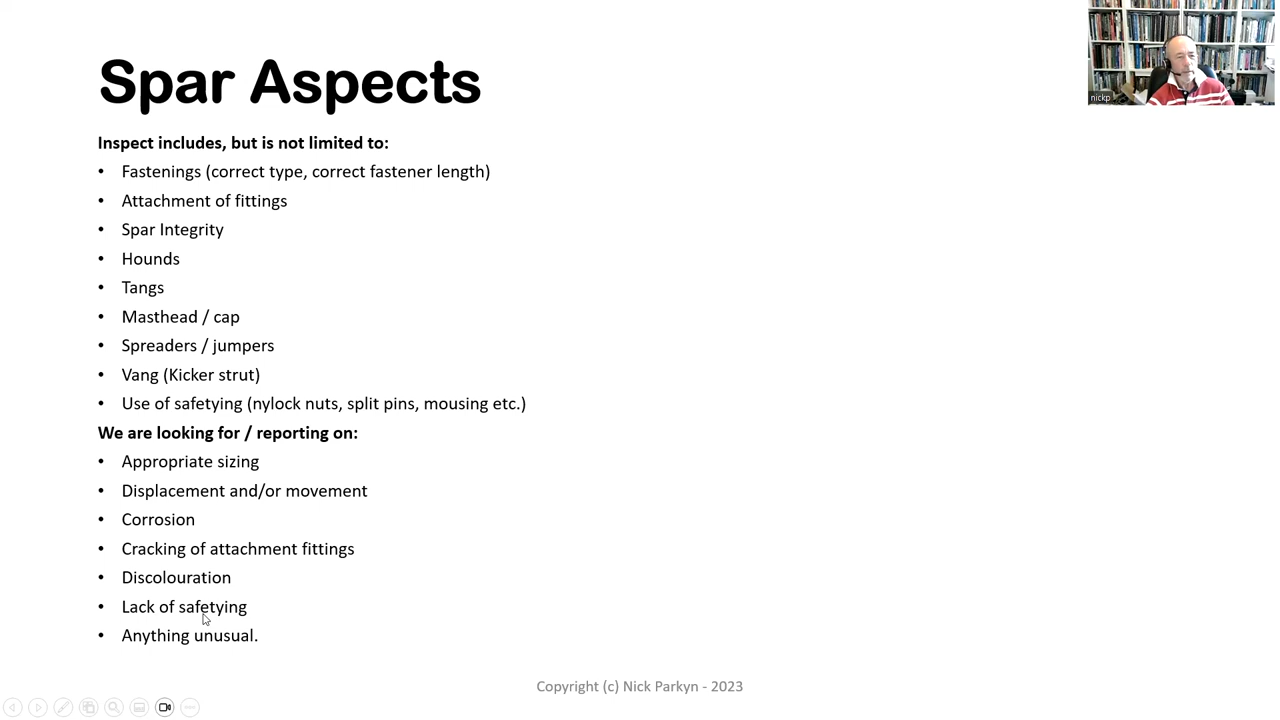 Spar Aspects
nickp
Inspect includes, but is not limited to:
• Fastenings (correct type, correct fastener length)
• Attachment of fittings
• Spar Integrity
• Hounds
• Tangs
• Masthead / cap
• Spreaders / jumpers
• Vang (Kicker strut)
• Use of safetying (nylock nuts, split pins, mousing etc.)
We are looking for / reporting on:
• Appropriate sizing
• Displacement and/or movement
• Corrosion
• Cracking of attachment fittings
• Discolouration
• Lack of safetying
• Anything unusual.
Copyright (c) Nick Parkyn - 2023